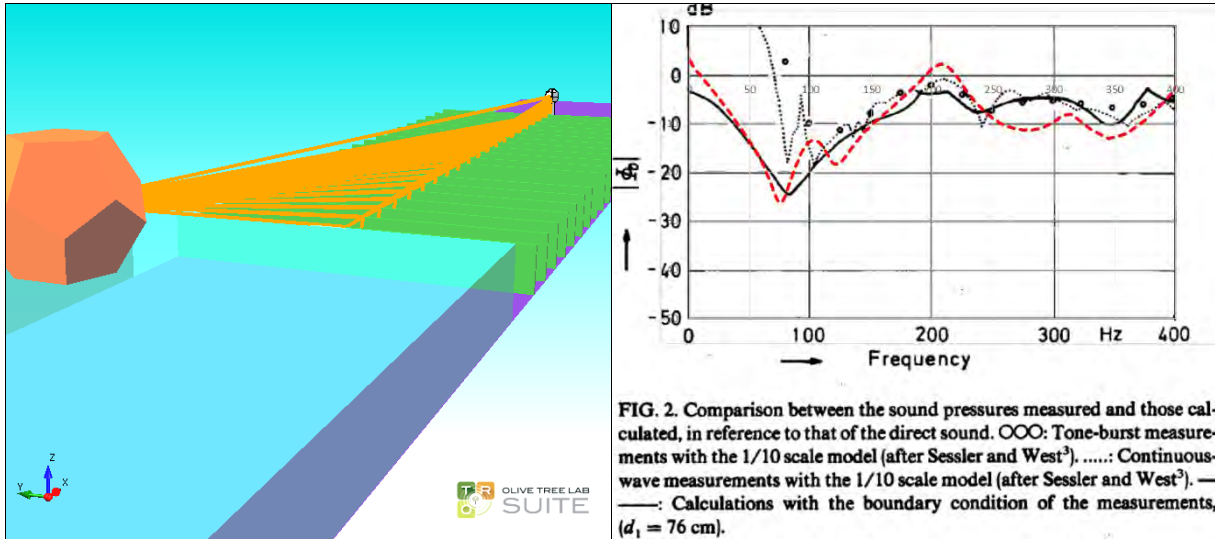 Z
Y
X
OTR
OLIVE TREE LAB
SUITE
dB
10
0
0 50 100 150 200 250 300 350 400
-10
-20
-30
-40
-50
0 100 200 300 Hz 400
Frequency
FIG. 2. Comparison between the sound pressures measured and those cal-
culated, in reference to that of the direct sound. OOO: Tone-burst measure-
ments with the 1/10 scale model (after Sessler and West³). .....: Continuous-
wave measurements with the 1/10 scale model (after Sessler and West³). —
——: Calculations with the boundary condition of the measurements,
(d₁ = 76 cm).